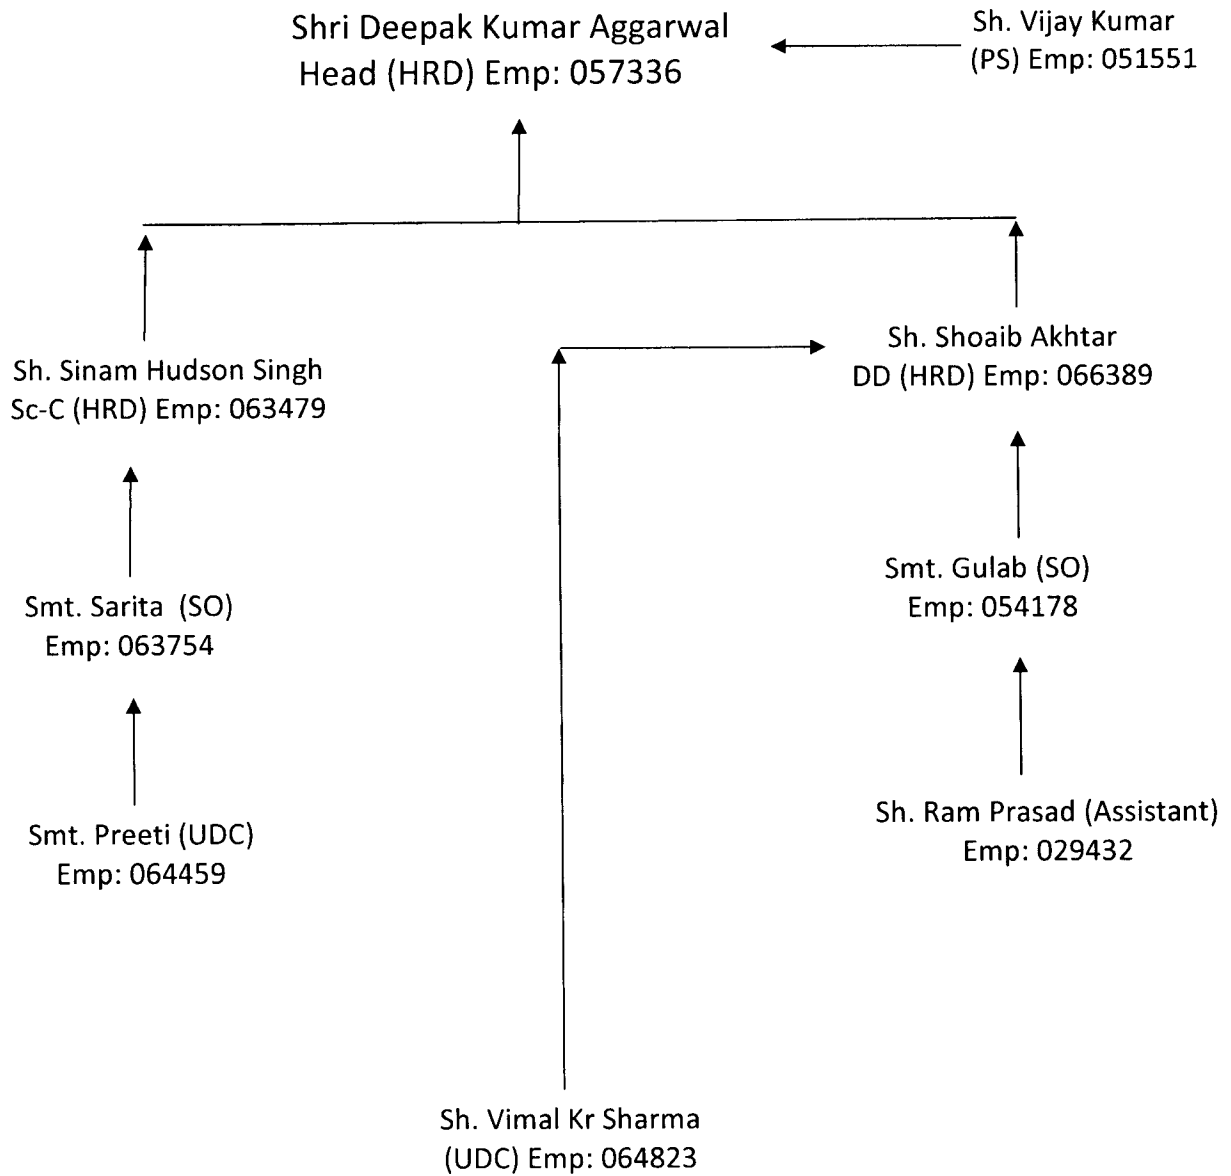 Shri Deepak Kumar Aggarwal
Head (HRD) Emp: 057336
Sh. Vijay Kumar
(PS) Emp: 051551
Sh. Sinam Hudson Singh
Sc-C (HRD) Emp: 063479
Sh. Shoaib Akhtar
DD (HRD) Emp: 066389
Smt. Sarita (SO)
Emp: 063754
Smt. Gulab (SO)
Emp: 054178
Smt. Preeti (UDC)
Emp: 064459
Sh. Ram Prasad (Assistant)
Emp: 029432
Sh. Vimal Kr Sharma
(UDC) Emp: 064823